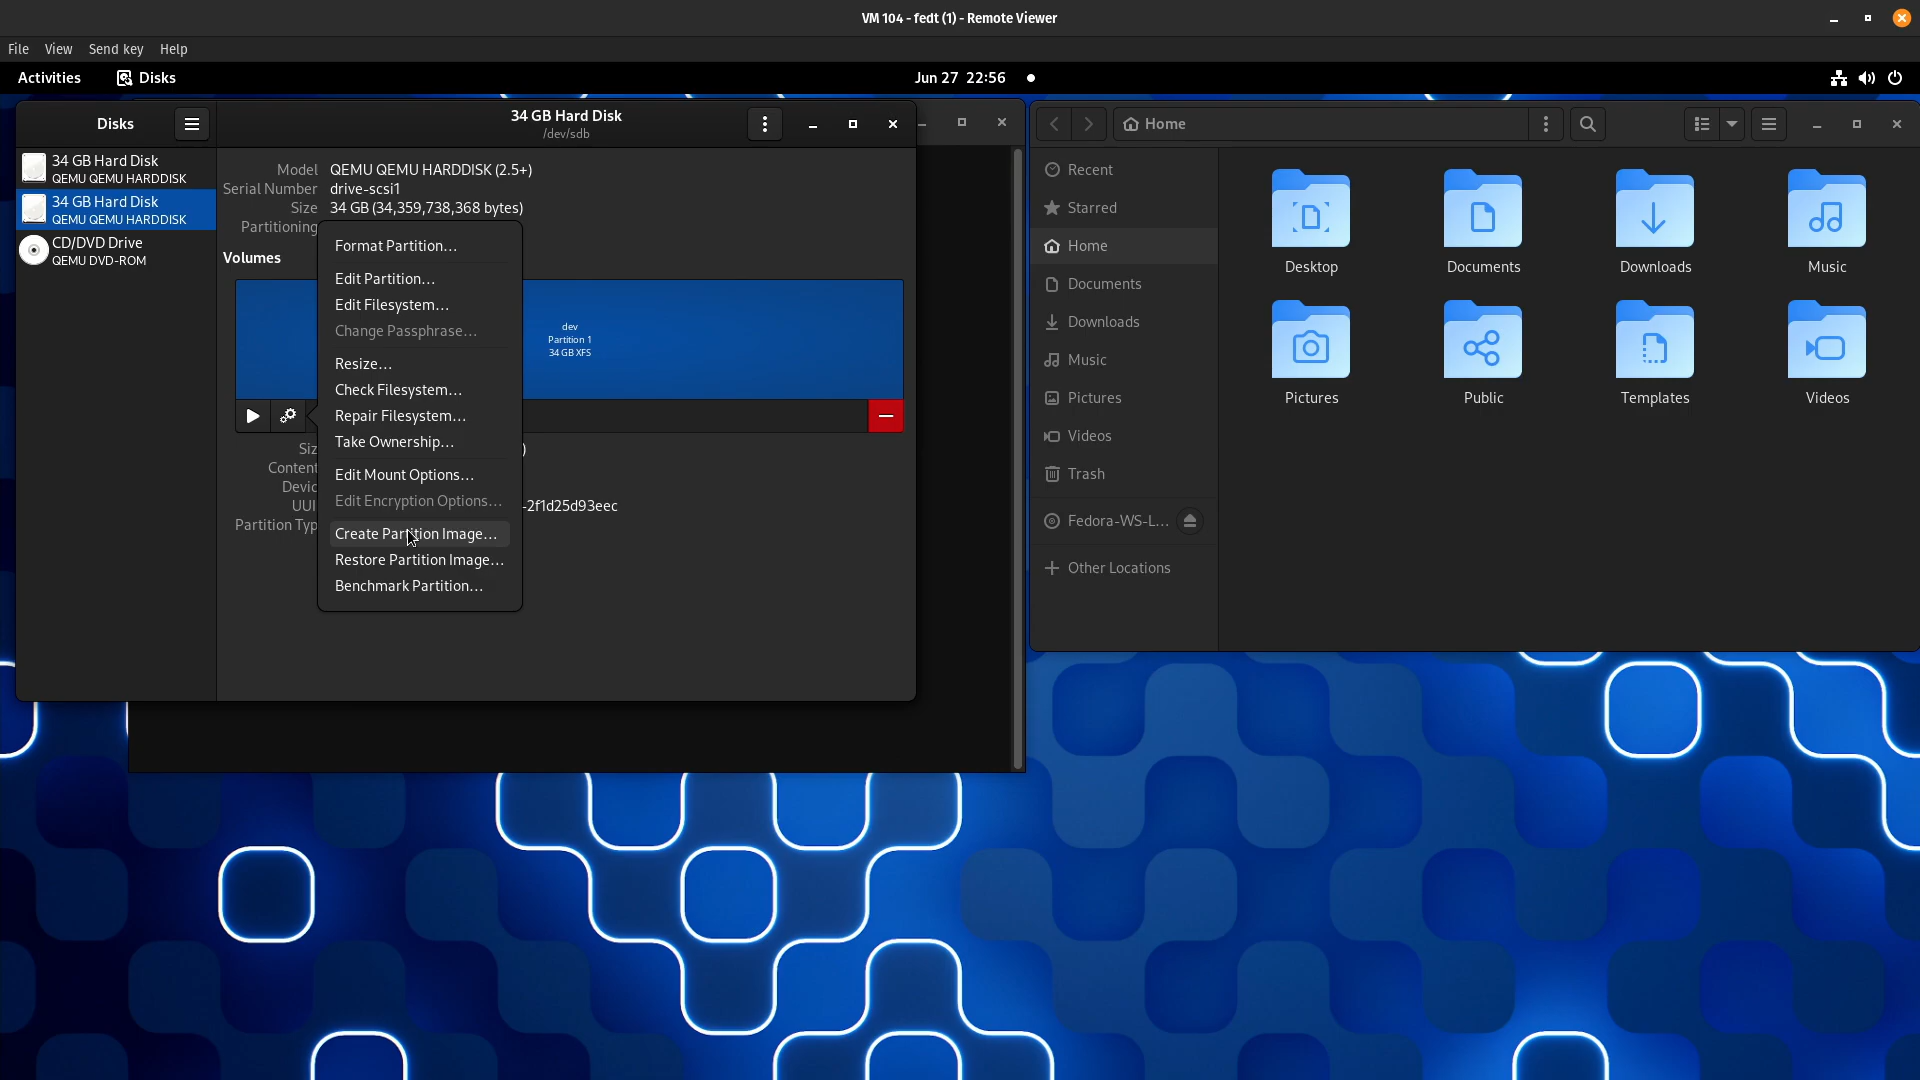 VM 104 - fedt (1) - Remote Viewer
File View Send key Help
Activities Disks Jun 27 22:56
Disks
34 GB Hard Disk
/dev/sdb
34 GB Hard Disk
QEMU QEMU HARDDISK
34 GB Hard Disk
QEMU QEMU HARDDISK
CD/DVD Drive
QEMU DVD-ROM
Model QEMU QEMU HARDDISK (2.5+)
Serial Number drive-scsi1
Size 34 GB (34,359,738,368 bytes)
Partitioning
Volumes
dev
Partition 1
34 GB XFS
Siz )
Content
Devic
UUI -2f1d25d93eec
Partition Typ
Format Partition…
Edit Partition…
Edit Filesystem…
Change Passphrase…
Resize…
Check Filesystem…
Repair Filesystem…
Take Ownership…
Edit Mount Options…
Edit Encryption Options…
Create Partition Image…
Restore Partition Image…
Benchmark Partition…
Home
Recent
Starred
Home
Documents
Downloads
Music
Pictures
Videos
Trash
Fedora-WS-L…
Other Locations
Desktop Documents Downloads Music
Pictures Public Templates Videos